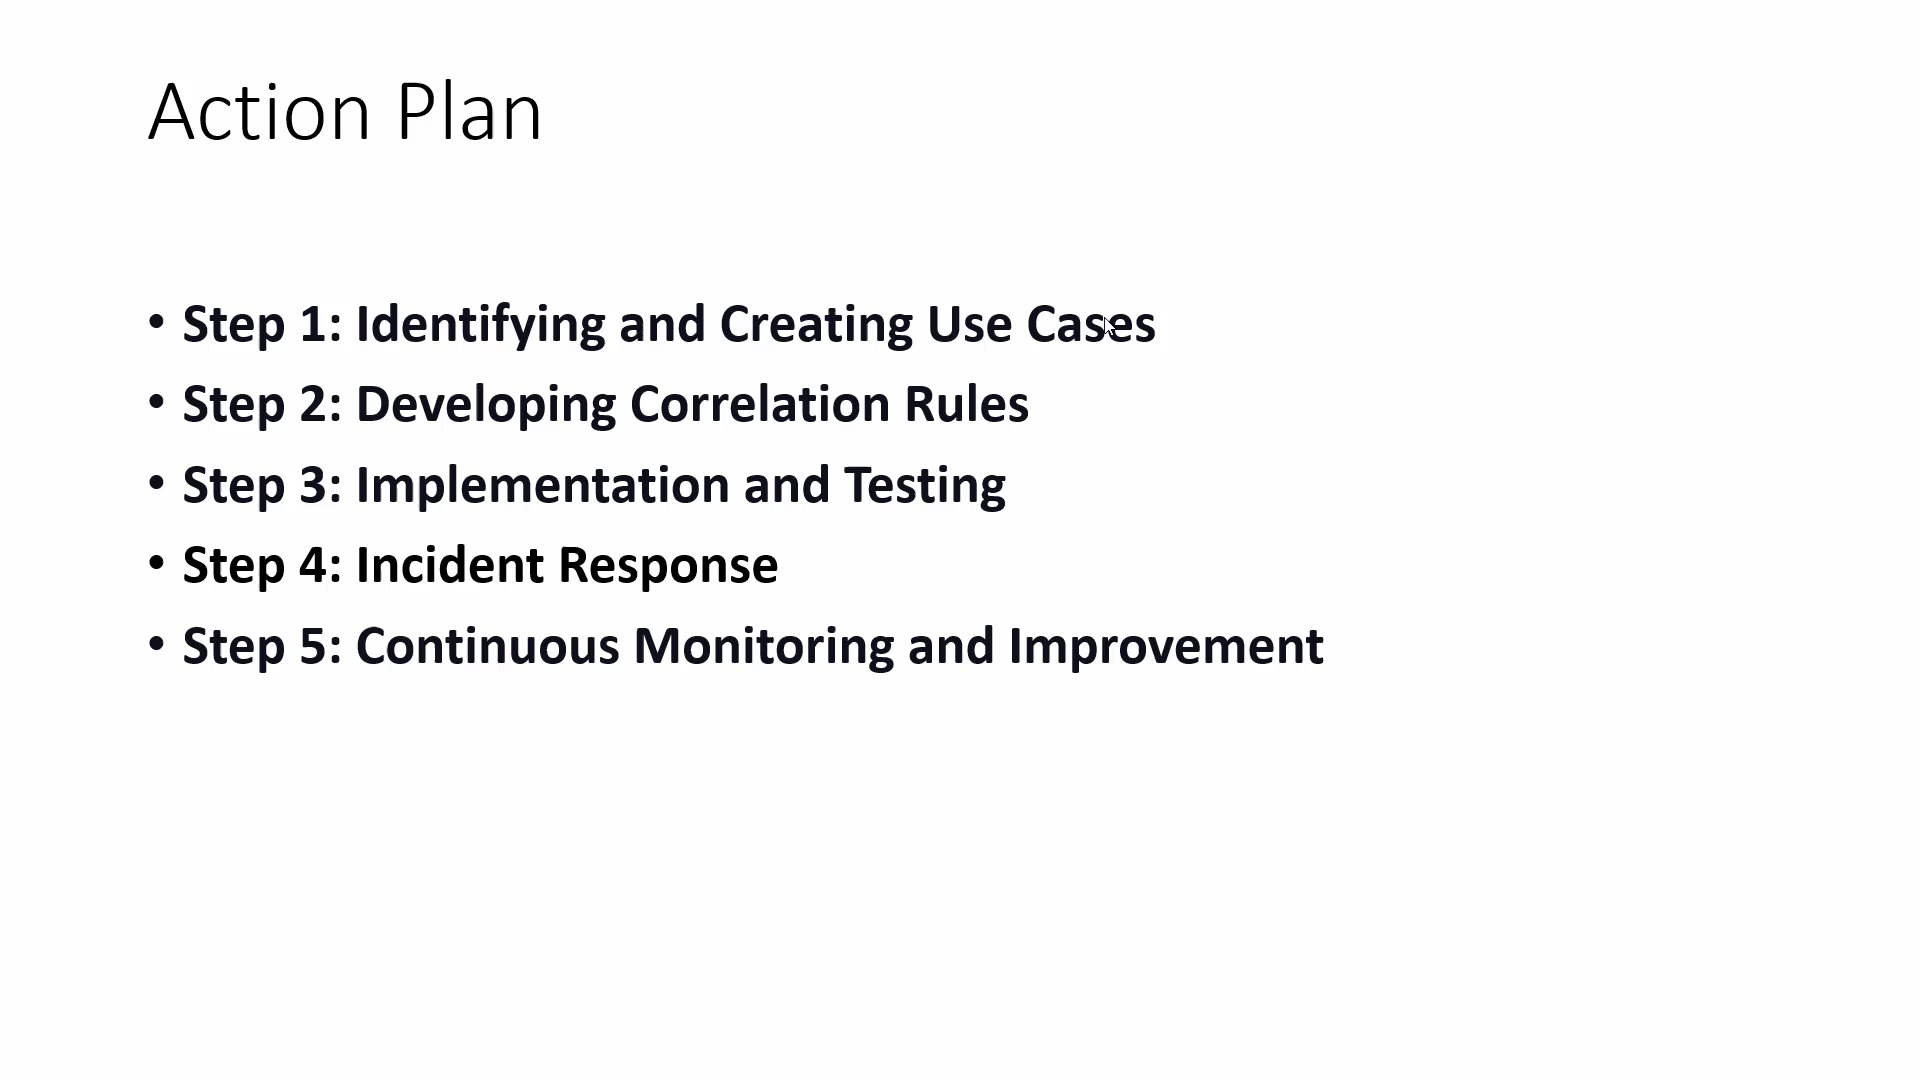 Action Plan
• Step 1: Identifying and Creating Use Cases
• Step 2: Developing Correlation Rules
• Step 3: Implementation and Testing
• Step 4: Incident Response
• Step 5: Continuous Monitoring and Improvement